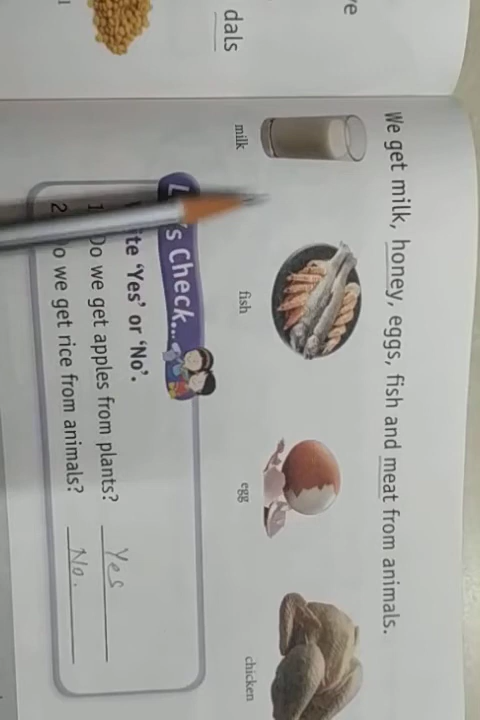 dals
We get milk, honey, eggs, fish and meat from animals.
milk
fish
egg
chicken
Check...
'Yes' or 'No'.
Do we get apples from plants? Yes
we get rice from animals? No.